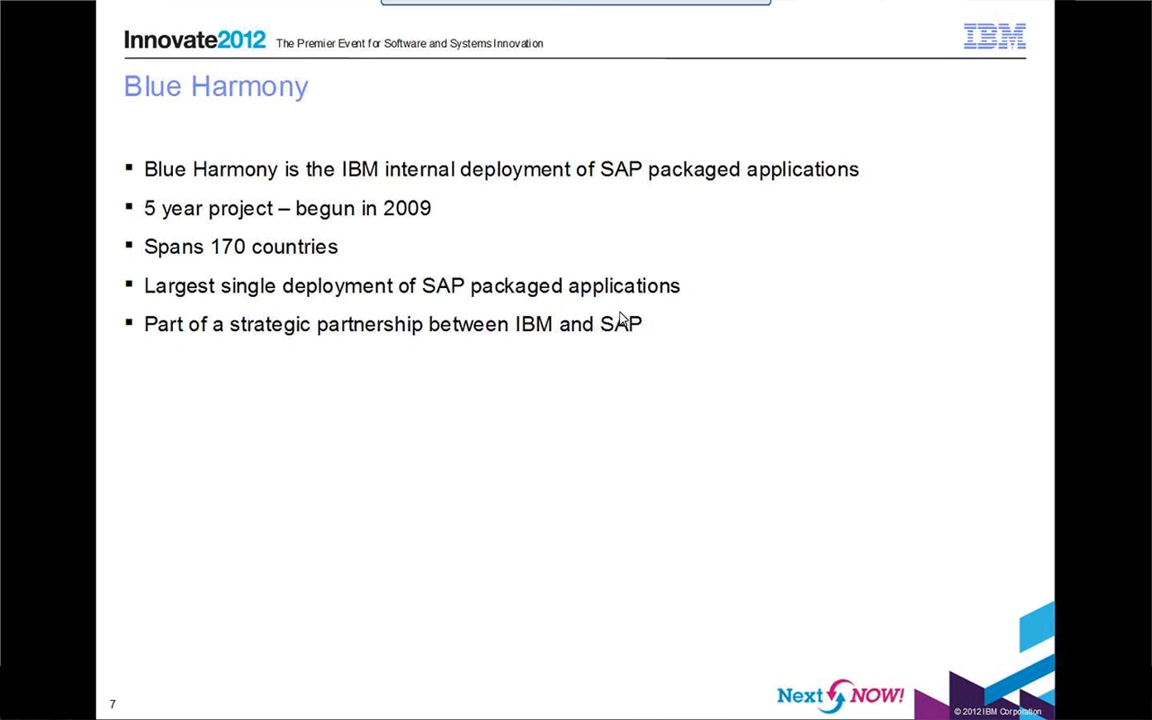 Innovate2012 The Premier Event for Software and Systems Innovation IBM
Blue Harmony
▪ Blue Harmony is the IBM internal deployment of SAP packaged applications
▪ 5 year project – begun in 2009
▪ Spans 170 countries
▪ Largest single deployment of SAP packaged applications
▪ Part of a strategic partnership between IBM and SAP
7 Next NOW! © 2012 IBM Corporation